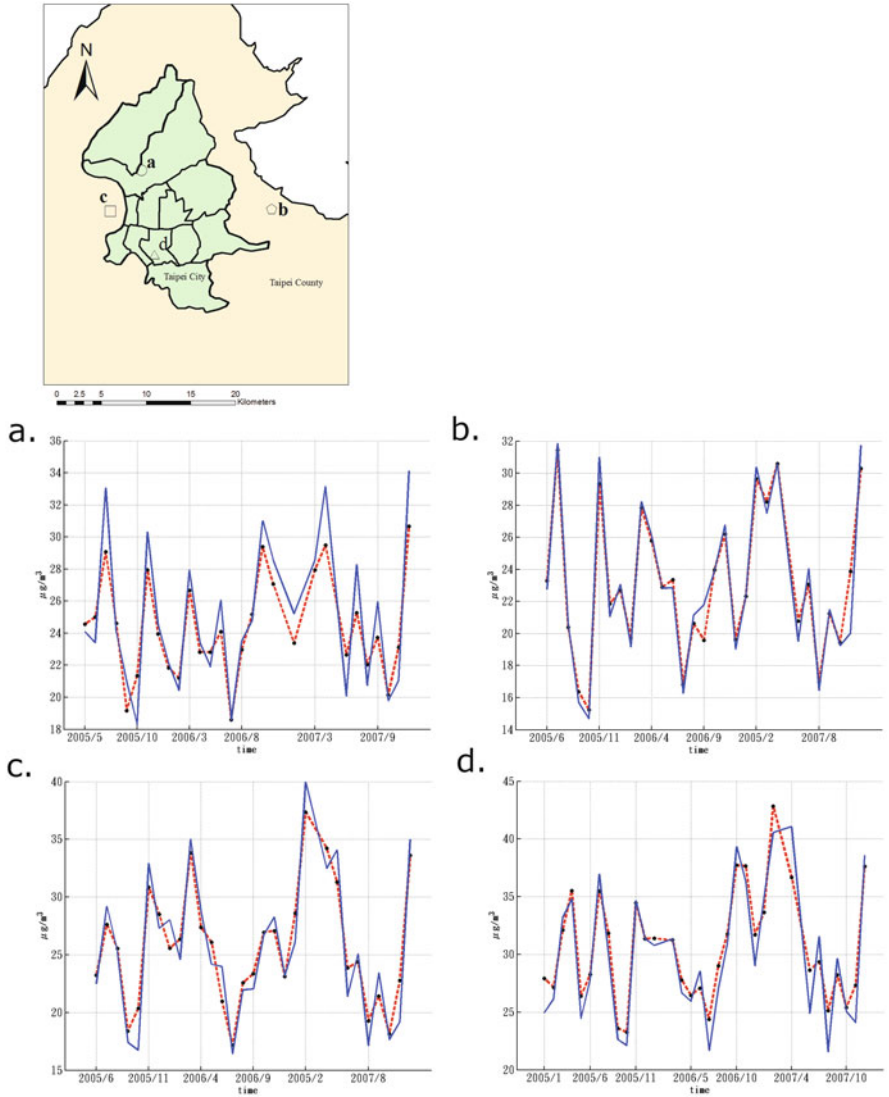 N
a
c
b
d
Taipei City
Taipei County
0 2.5 5 10 15 20
Kilometers
a.
36
34
32
30
28
26
24
22
20
18
μg/m³
2005/5 2005/10 2006/3 2006/8 2007/3 2007/9
time
b.
32
30
28
26
24
22
20
18
16
14
μg/m³
2005/6 2005/11 2006/4 2006/9 2005/2 2007/8
time
c.
40
35
30
25
20
15
μg/m³
2005/6 2005/11 2006/4 2006/9 2005/2 2007/8
time
d.
45
40
35
30
25
20
μg/m³
2005/1 2005/6 2005/11 2006/5 2006/10 2007/4 2007/10
time